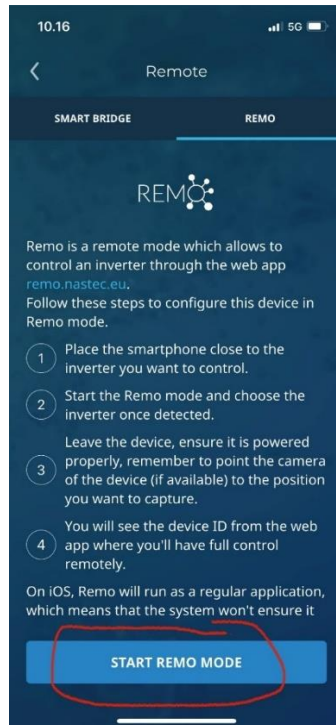 10.16
5G
Remote
SMART BRIDGE
REMO
REMO
Remo is a remote mode which allows to
control an inverter through the web app
remo.nastec.eu.
Follow these steps to configure this device in
Remo mode.
1 Place the smartphone close to the
inverter you want to control.
2 Start the Remo mode and choose the
inverter once detected.
3 Leave the device, ensure it is powered
properly, remember to point the camera
of the device (if available) to the position
you want to capture.
4 You will see the device ID from the web
app where you'll have full control
remotely.
On iOS, Remo will run as a regular application,
which means that the system won't ensure it
START REMO MODE